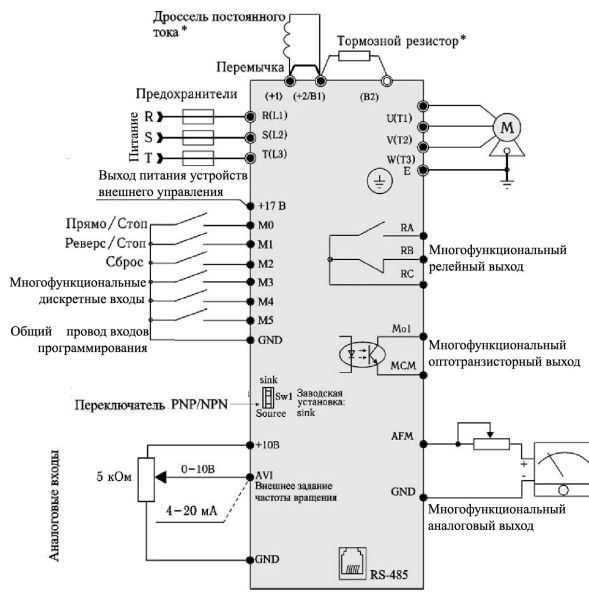 Дроссель постоянного
тока*
Тормозной резистор*
Перемычка
(+1)
(+2/B1)
(B2)
Предохранители
Питание
R
R(L1)
S
S(L2)
T
T(L3)
U(T1)
V(T2)
W(T3)
E
M
Выход питания устройств
внешнего управления
+17 В
Прямо/Стоп
M0
Реверс/Стоп
M1
Сброс
M2
Многофункциональные
дискретные входы
M3
M4
M5
Общий провод входов
программирования
GND
RA
RB
RC
Многофункциональный
релейный выход
Mo1
MCM
Многофункциональный
оптотранзисторный выход
Переключатель PNP/NPN
sink
Sw1
Source
Заводская
установка:
sink
Аналоговые входы
5 кОм
+10В
0-10В
AVI
Внешнее задание
частоты вращения
4-20 мА
GND
AFM
+
-
GND
Многофункциональный
аналоговый выход
RS-485